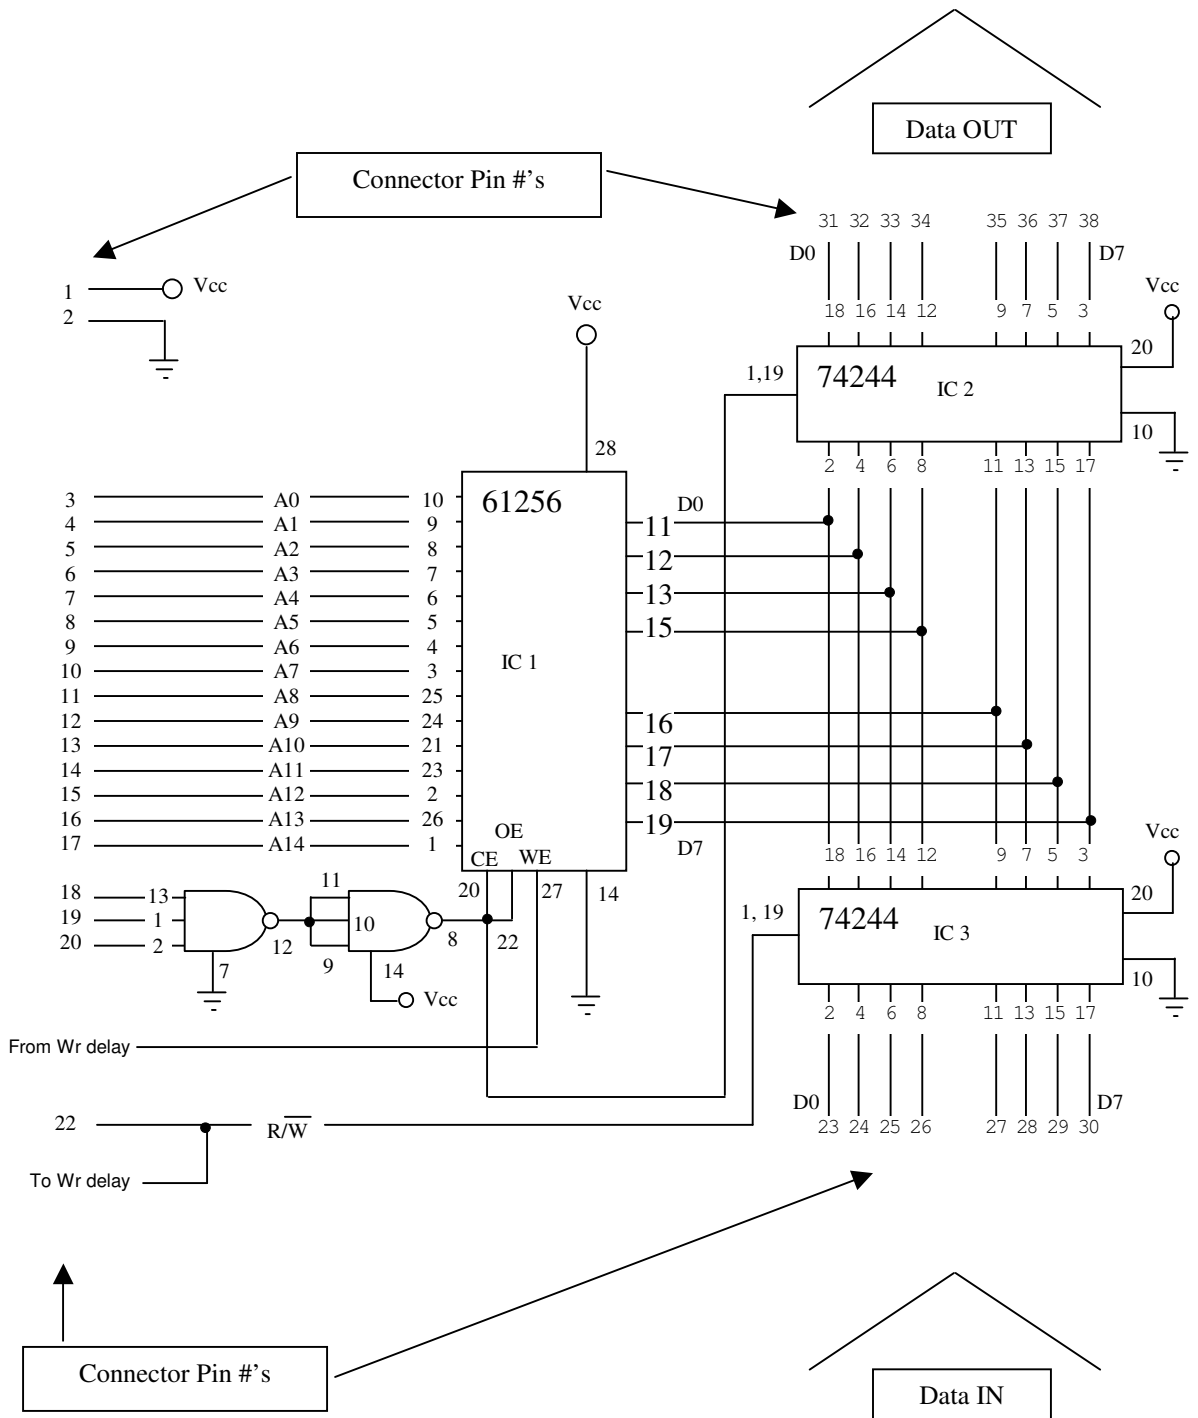 Data OUT
Connector Pin #'s
31 32 33 34 35 36 37 38
D0 D7
1 Vcc
2
Vcc
Vcc
18 16 14 12 9 7 5 3
20
1,19
74244 IC 2
10
28
2 4 6 8 11 13 15 17
61256
3 A0 10
4 A1 9
5 A2 8
6 A3 7
7 A4 6
8 A5 5
9 A6 4
10 A7 3
11 A8 25
12 A9 24
13 A10 21
14 A11 23
15 A12 2
16 A13 26
17 A14 1
IC 1
D0
11
12
13
15
16
17
18
19
D7
OE
CE WE
20 27 14
18 13
19 1
20 2
12
7
11
10
9
8
22
14
Vcc
18 16 14 12 9 7 5 3
Vcc
20
1, 19
74244 IC 3
10
2 4 6 8 11 13 15 17
From Wr delay
D0 D7
23 24 25 26 27 28 29 30
22 R/W̅
To Wr delay
Connector Pin #'s
Data IN